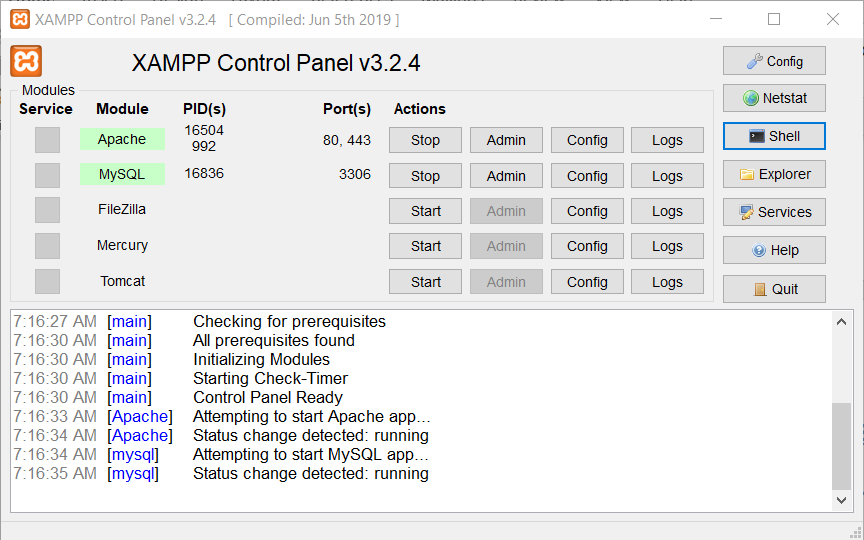 XAMPP Control Panel v3.2.4 [ Compiled: Jun 5th 2019 ]
XAMPP Control Panel v3.2.4
Config
Modules
Service Module PID(s) Port(s) Actions
Netstat
Apache 16504 992 80, 443 Stop Admin Config Logs
Shell
MySQL 16836 3306 Stop Admin Config Logs
Explorer
FileZilla Start Admin Config Logs
Services
Mercury Start Admin Config Logs
Help
Tomcat Start Admin Config Logs
Quit
7:16:27 AM [main] Checking for prerequisites
7:16:30 AM [main] All prerequisites found
7:16:30 AM [main] Initializing Modules
7:16:30 AM [main] Starting Check-Timer
7:16:30 AM [main] Control Panel Ready
7:16:33 AM [Apache] Attempting to start Apache app...
7:16:34 AM [Apache] Status change detected: running
7:16:34 AM [mysql] Attempting to start MySQL app...
7:16:35 AM [mysql] Status change detected: running